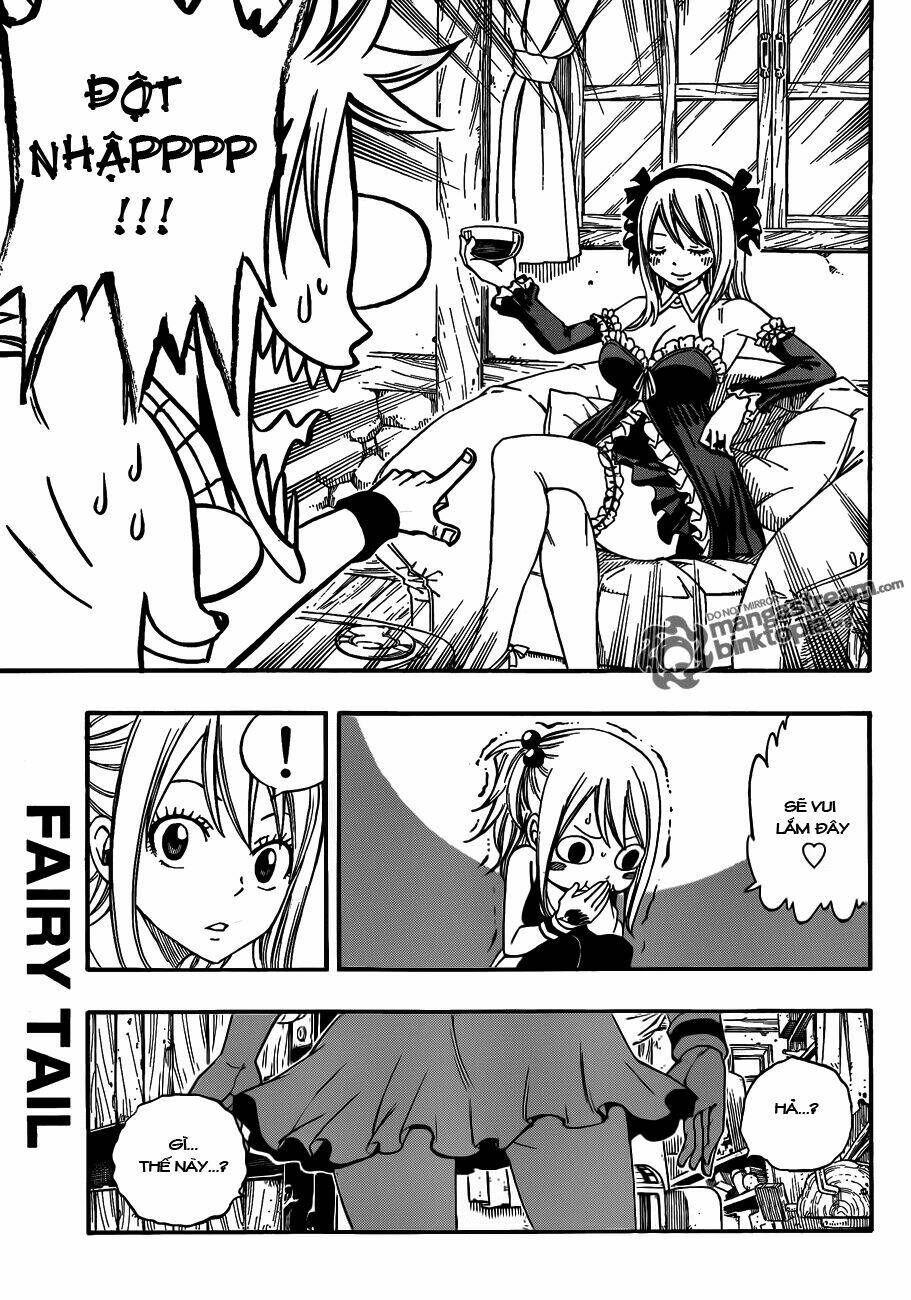 ĐỘT
NHẬPPPP
!!!
DO NOT MIRROR
mangastream.com
binktopia
SẼ VUI
LẮM ĐÂY
♡
!
HẢ...?
GÌ...
THẾ NÀY...?
FAIRY TAIL